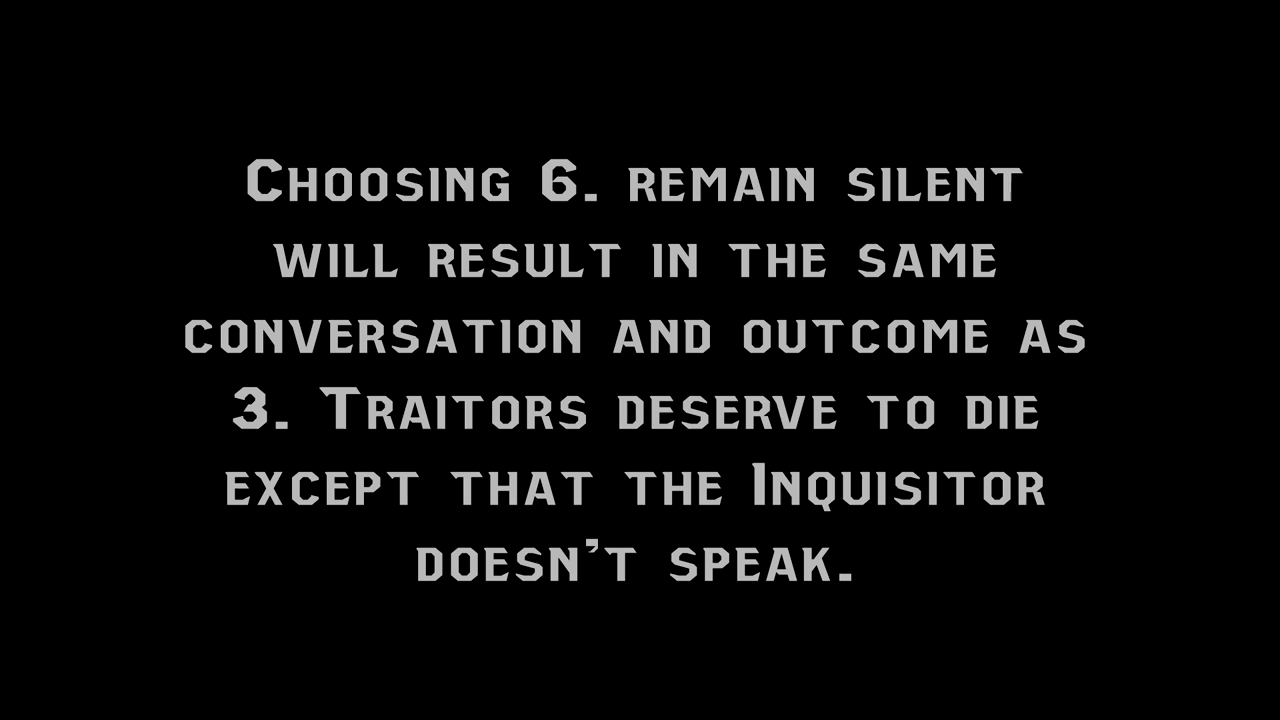 Choosing 6. remain silent
will result in the same
conversation and outcome as
3. Traitors deserve to die
except that the Inquisitor
doesn't speak.